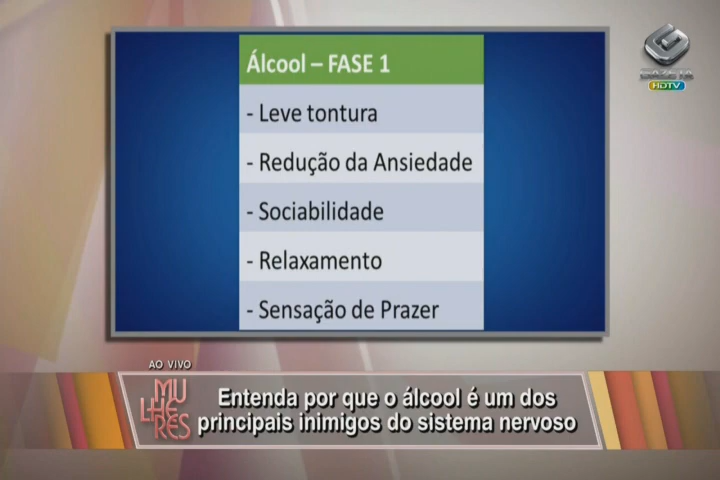 Álcool – FASE 1
- Leve tontura
- Redução da Ansiedade
- Sociabilidade
- Relaxamento
- Sensação de Prazer
HDTV
AO VIVO
MU
LHE
RES
Entenda por que o álcool é um dos
principais inimigos do sistema nervoso